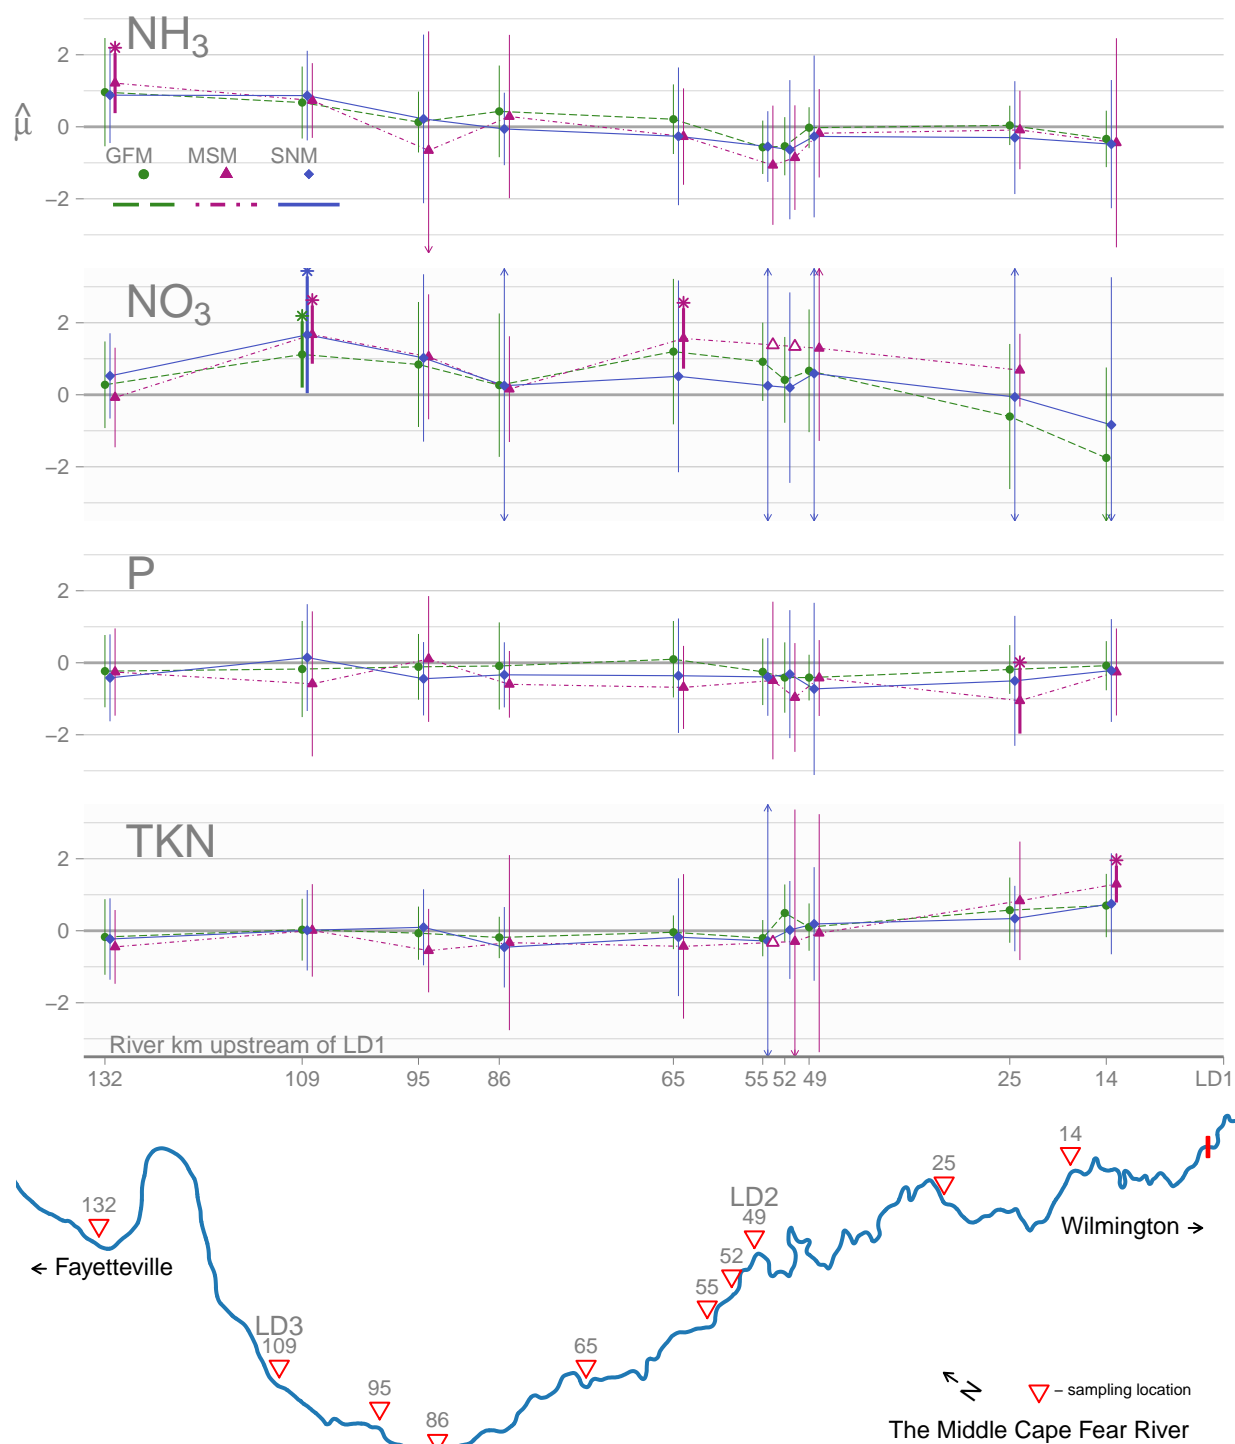 NH3
2
0
−2
μ̂
GFM MSM SNM
NO3
2
0
−2
P
2
0
−2
TKN
2
0
−2
River km upstream of LD1
132 109 95 86 65 55 52 49 25 14 LD1
14
25
132
LD2
49
Wilmington →
← Fayetteville
52
55
LD3
109
65
95
86
N
– sampling location
The Middle Cape Fear River